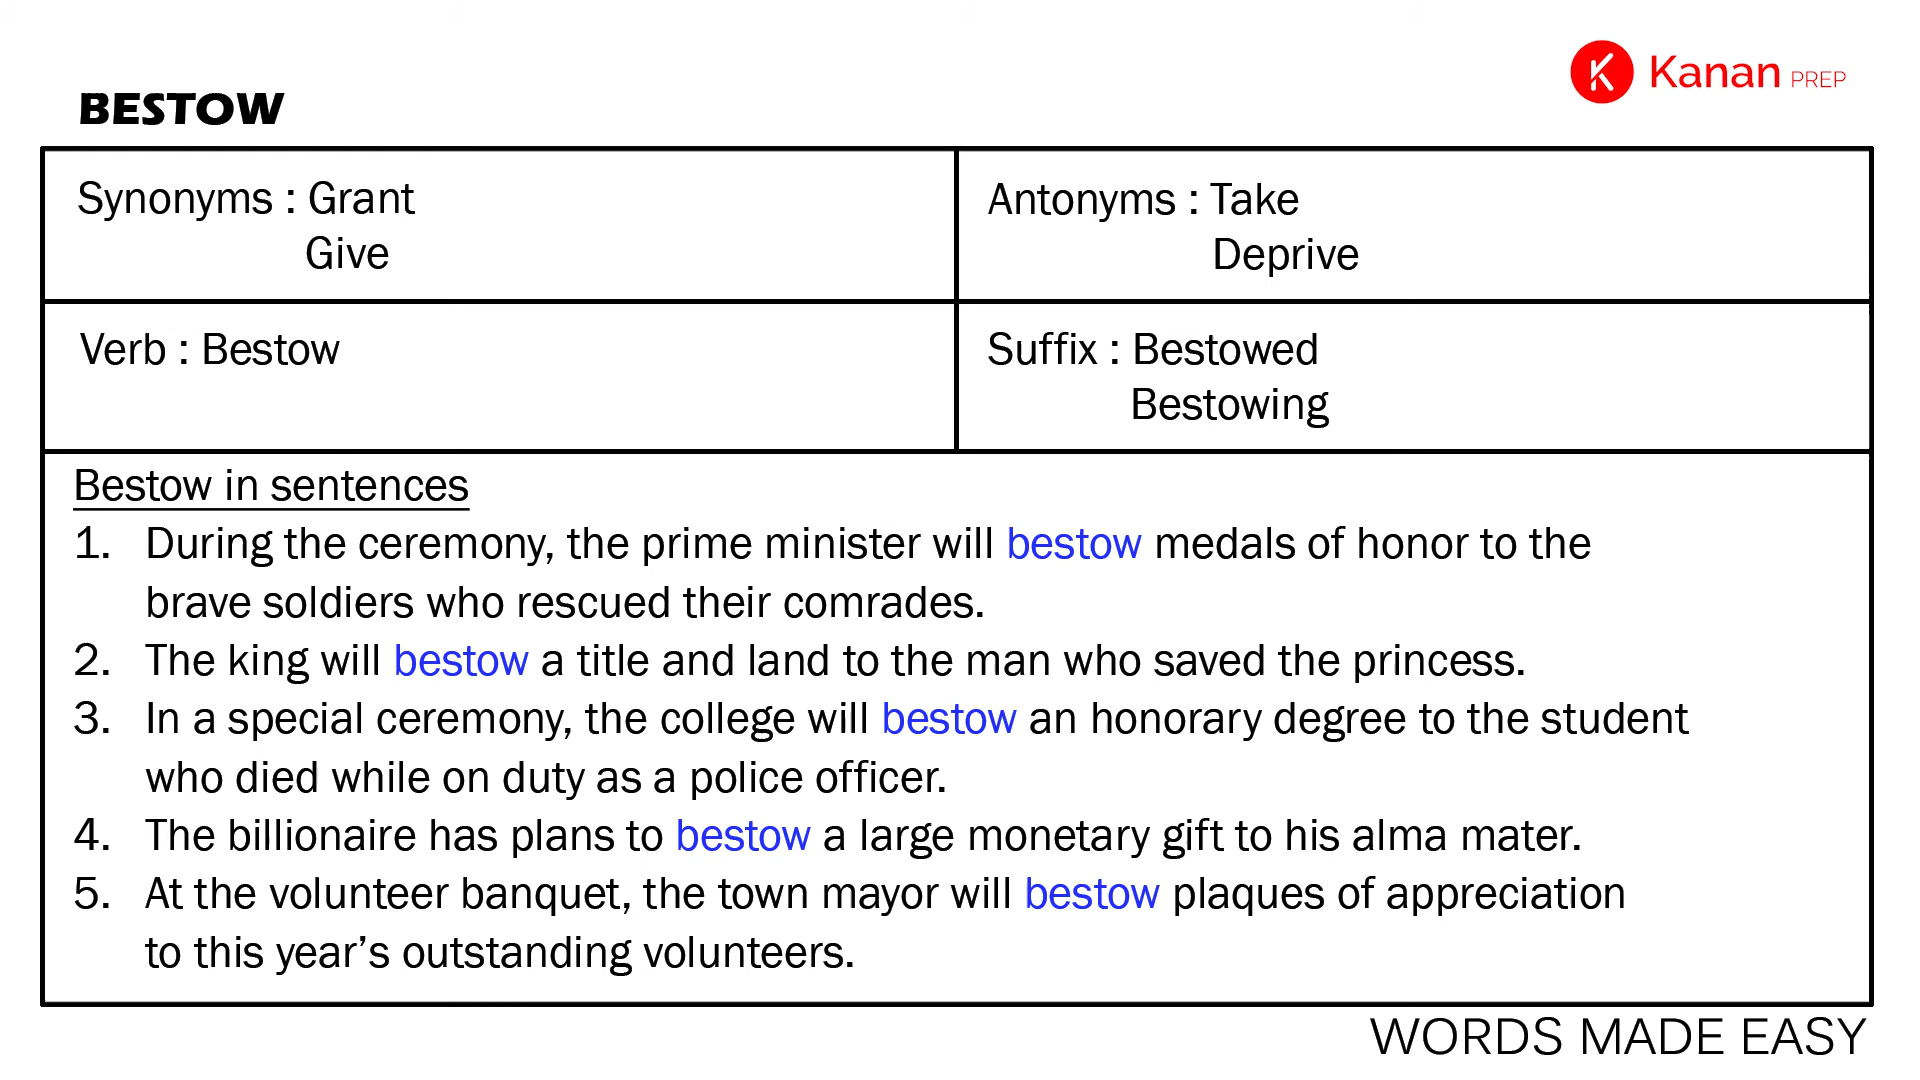 Kanan PREP
BESTOW
Synonyms : Grant
Give
Antonyms : Take
Deprive
Verb : Bestow
Suffix : Bestowed
Bestowing
Bestow in sentences
1. During the ceremony, the prime minister will bestow medals of honor to the
brave soldiers who rescued their comrades.
2. The king will bestow a title and land to the man who saved the princess.
3. In a special ceremony, the college will bestow an honorary degree to the student
who died while on duty as a police officer.
4. The billionaire has plans to bestow a large monetary gift to his alma mater.
5. At the volunteer banquet, the town mayor will bestow plaques of appreciation
to this year’s outstanding volunteers.
WORDS MADE EASY